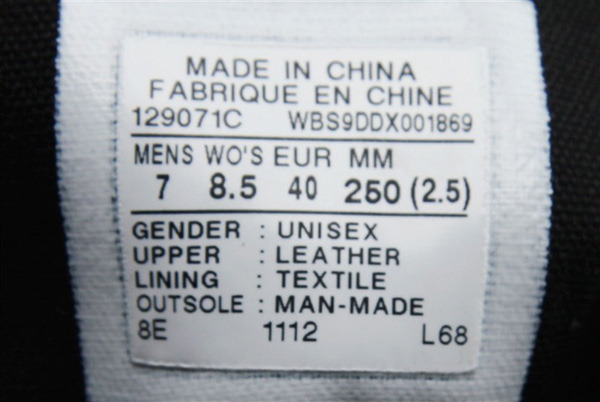 MADE IN CHINA
FABRIQUE EN CHINE
129071C WBS9DDX001869
MENS WO'S EUR MM
7 8.5 40 250 (2.5)
GENDER : UNISEX
UPPER : LEATHER
LINING : TEXTILE
OUTSOLE : MAN-MADE
8E 1112 L68